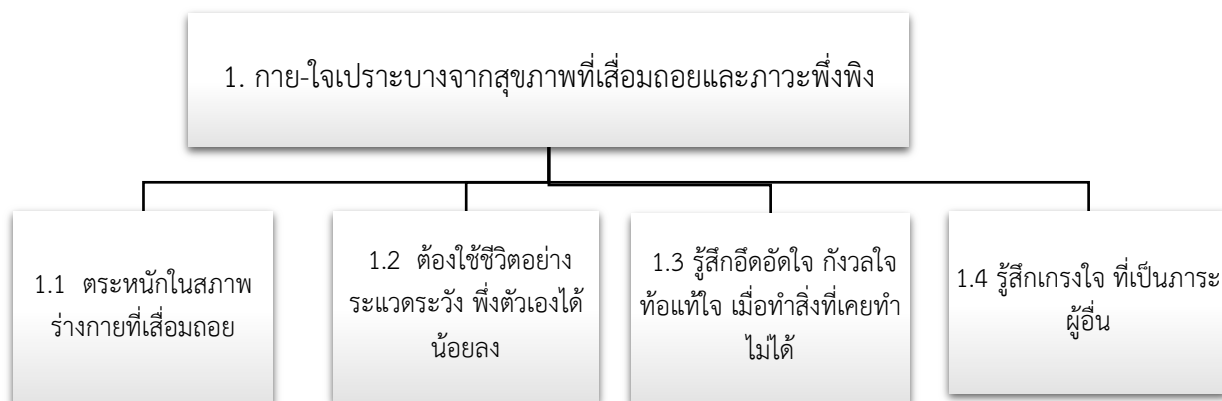 1. กาย-ใจเปราะบางจากสุขภาพที่เสื่อมถอยและภาวะพึ่งพิง
1.1 ตระหนักในสภาพ
ร่างกายที่เสื่อมถอย
1.2 ต้องใช้ชีวิตอย่าง
ระแวดระวัง พึ่งตัวเองได้
น้อยลง
1.3 รู้สึกอึดอัดใจ กังวลใจ
ท้อแท้ใจ เมื่อทำสิ่งที่เคยทำ
ไม่ได้
1.4 รู้สึกเกรงใจ ที่เป็นภาระ
ผู้อื่น